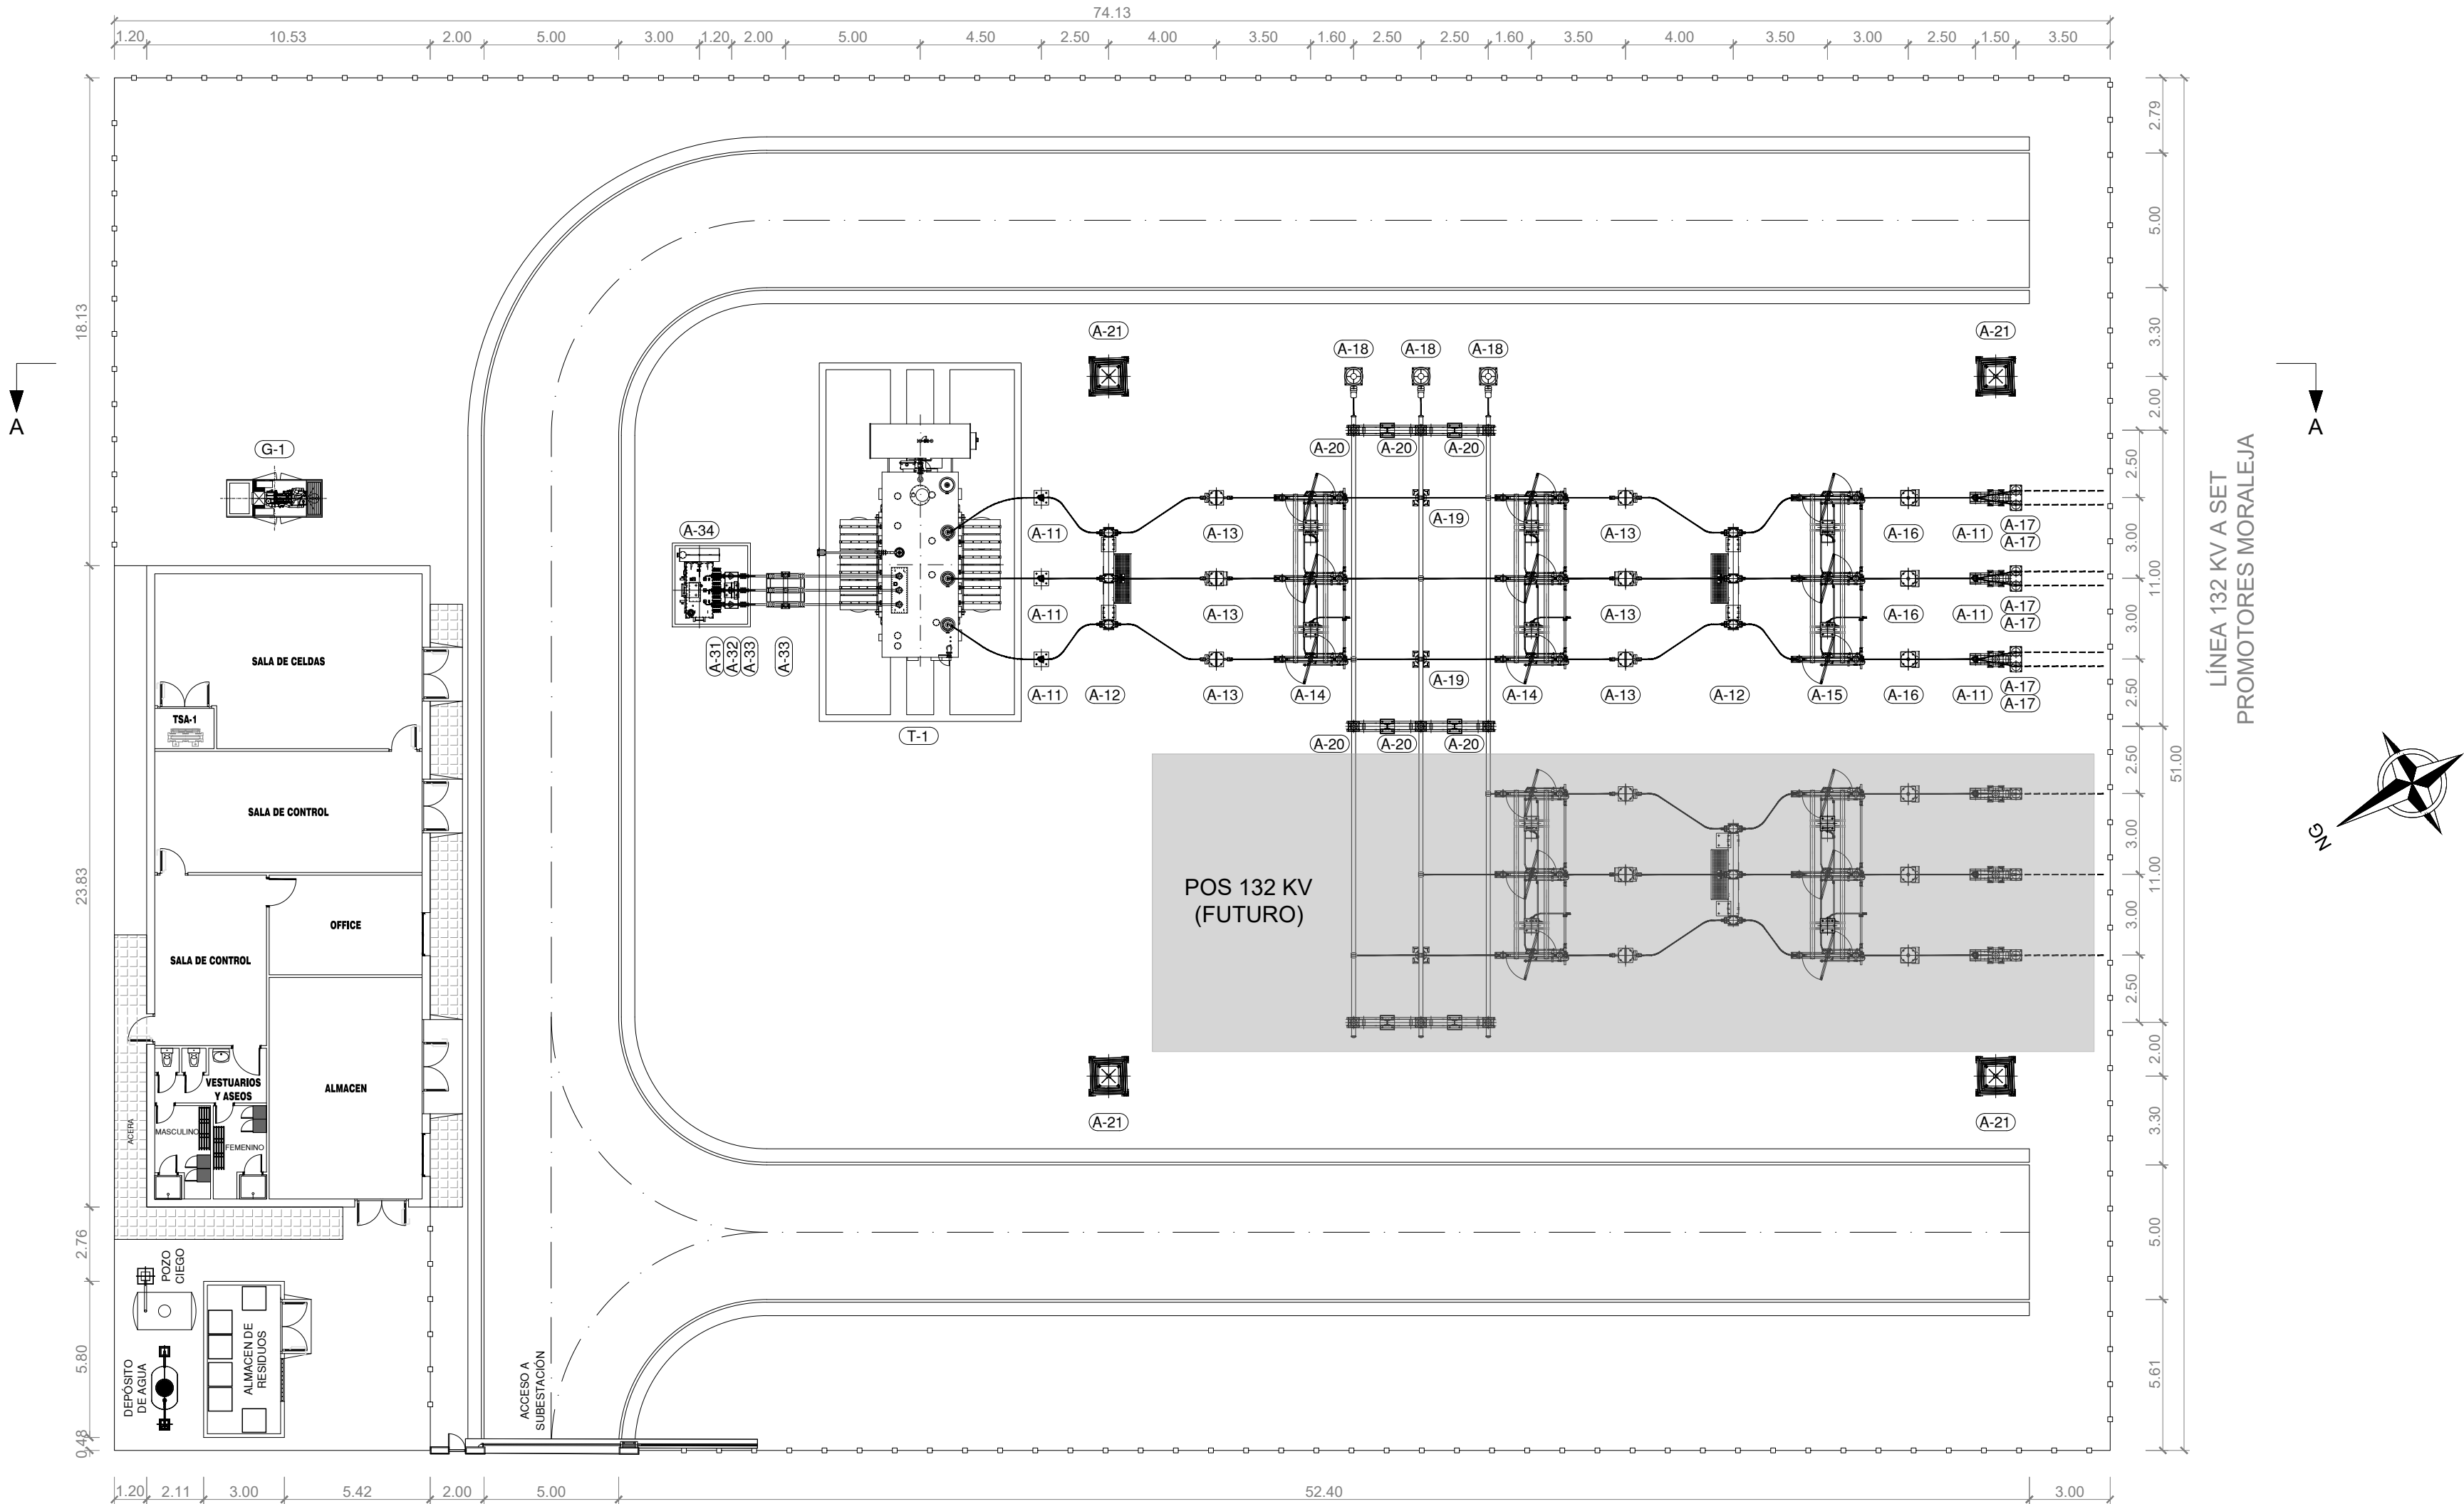 74.13
1.20 10.53 2.00 5.00 3.00 1.20 2.00 5.00 4.50 2.50 4.00 3.50 1.60 2.50 2.50 1.60 3.50 4.00 3.50 3.00 2.50 1.50 3.50
2.79
5.00
18.13
3.30
A-21 A-21
A-18 A-18 A-18
2.00
A A
A-20 A-20 A-20
G-1
2.50
A-19
A-11 A-13 A-13 A-16 A-11 A-17
A-17
A-34
3.00
11.00
LÍNEA 132 KV A SET
PROMOTORES MORALEJA
A-11 A-13 A-13 A-16 A-11 A-17
A-17
3.00
A-31 A-32 A-33 A-33
SALA DE CELDAS
A-19
A-11 A-12 A-13 A-14 A-14 A-13 A-12 A-15 A-16 A-11 A-17
A-17
2.50
TSA-1
T-1
A-20 A-20 A-20
2.50
51.00
SALA DE CONTROL
3.00
NG
23.83
POS 132 KV
(FUTURO)
11.00
OFFICE
3.00
SALA DE CONTROL
2.50
2.00
VESTUARIOS
Y ASEOS
ALMACEN
ACERA
MASCULINO
FEMENINO
A-21 A-21
3.30
2.76
POZO
CIEGO
5.00
5.80
DEPÓSITO
DE AGUA
ALMACEN DE
RESIDUOS
ACCESO A
SUBESTACIÓN
5.61
0.48
1.20 2.11 3.00 5.42 2.00 5.00 52.40 3.00